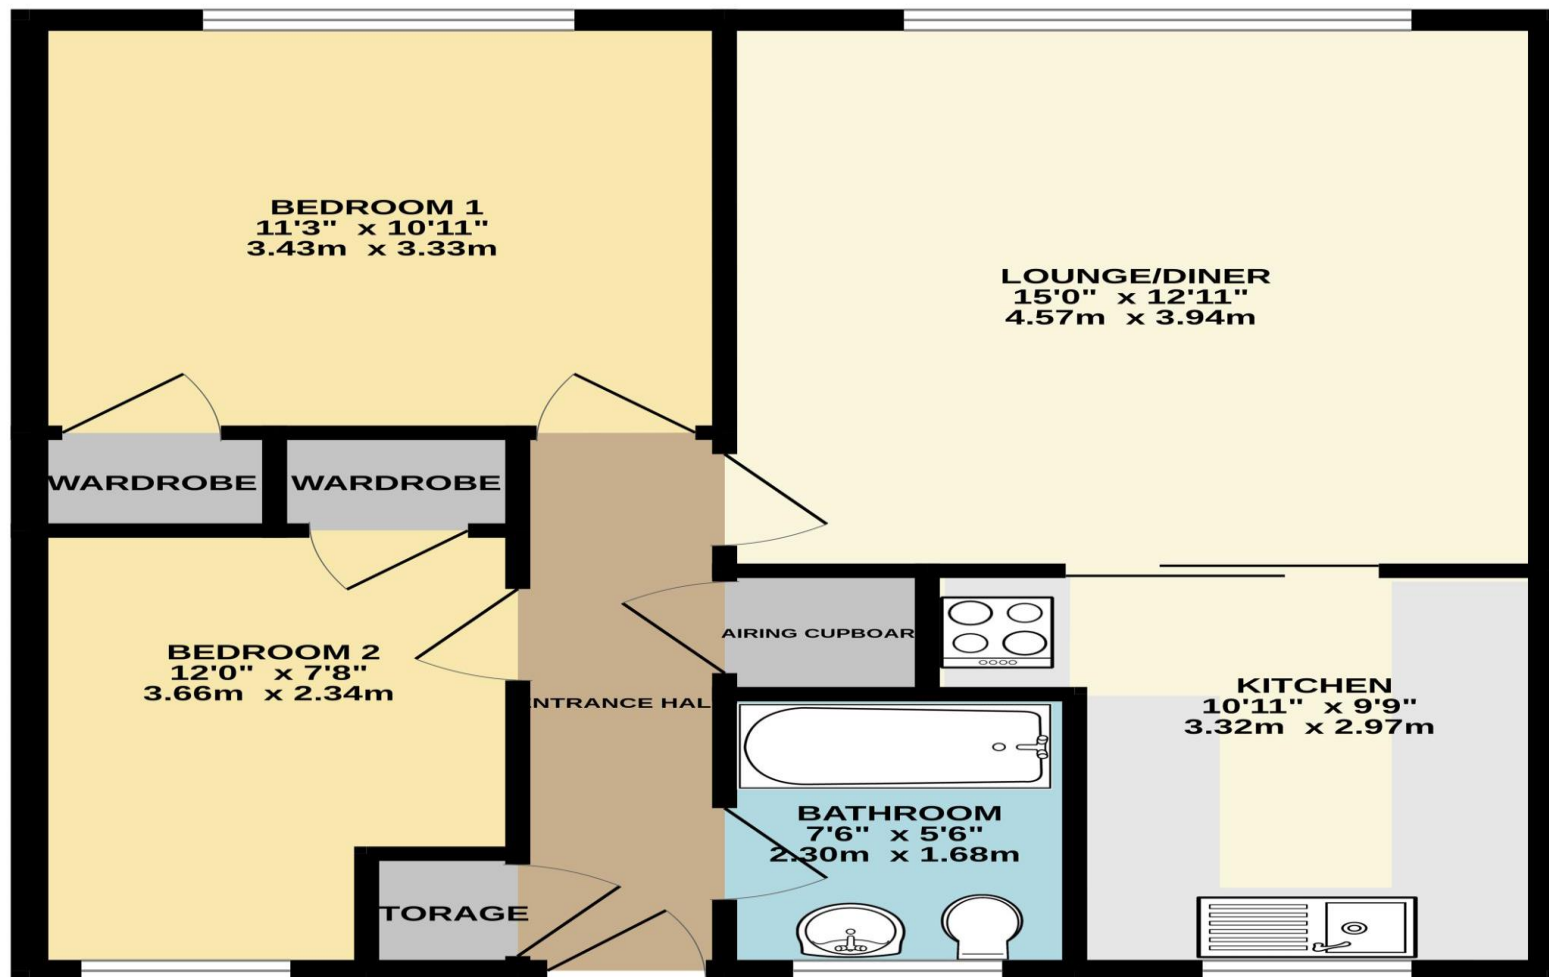 BEDROOM 1
11'3" x 10'11"
3.43m x 3.33m
LOUNGE/DINER
15'0" x 12'11"
4.57m x 3.94m
WARDROBE
WARDROBE
BEDROOM 2
12'0" x 7'8"
3.66m x 2.34m
AIRING CUPBOAR
ENTRANCE HAL
KITCHEN
10'11" x 9'9"
3.32m x 2.97m
BATHROOM
7'6" x 5'6"
2.30m x 1.68m
TORAGE